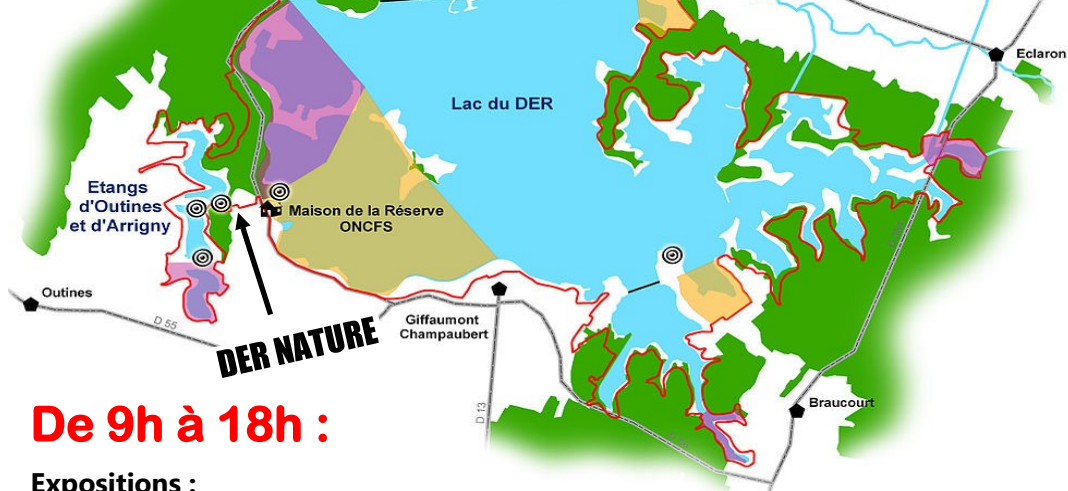 Eclaron
Lac du DER
Etangs
d'Outines
et d'Arrigny
Maison de la Réserve
ONCFS
Outines
D 55
Giffaumont
Champaubert
DER NATURE
D 13
Braucourt
De 9h à 18h :
Expositions :